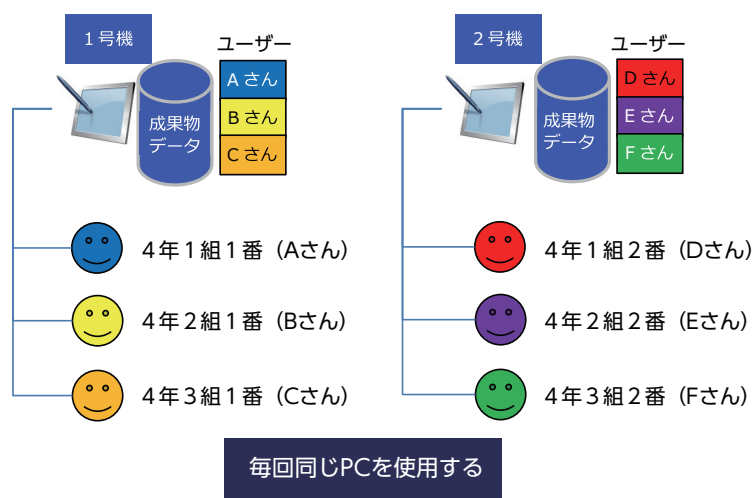 １号機
ユーザー
Aさん
Bさん
Cさん
成果物
データ
４年１組１番（Aさん）
４年２組１番（Bさん）
４年３組１番（Cさん）
２号機
ユーザー
Dさん
Eさん
Fさん
成果物
データ
４年１組２番（Dさん）
４年２組２番（Eさん）
４年３組２番（Fさん）
毎回同じPCを使用する